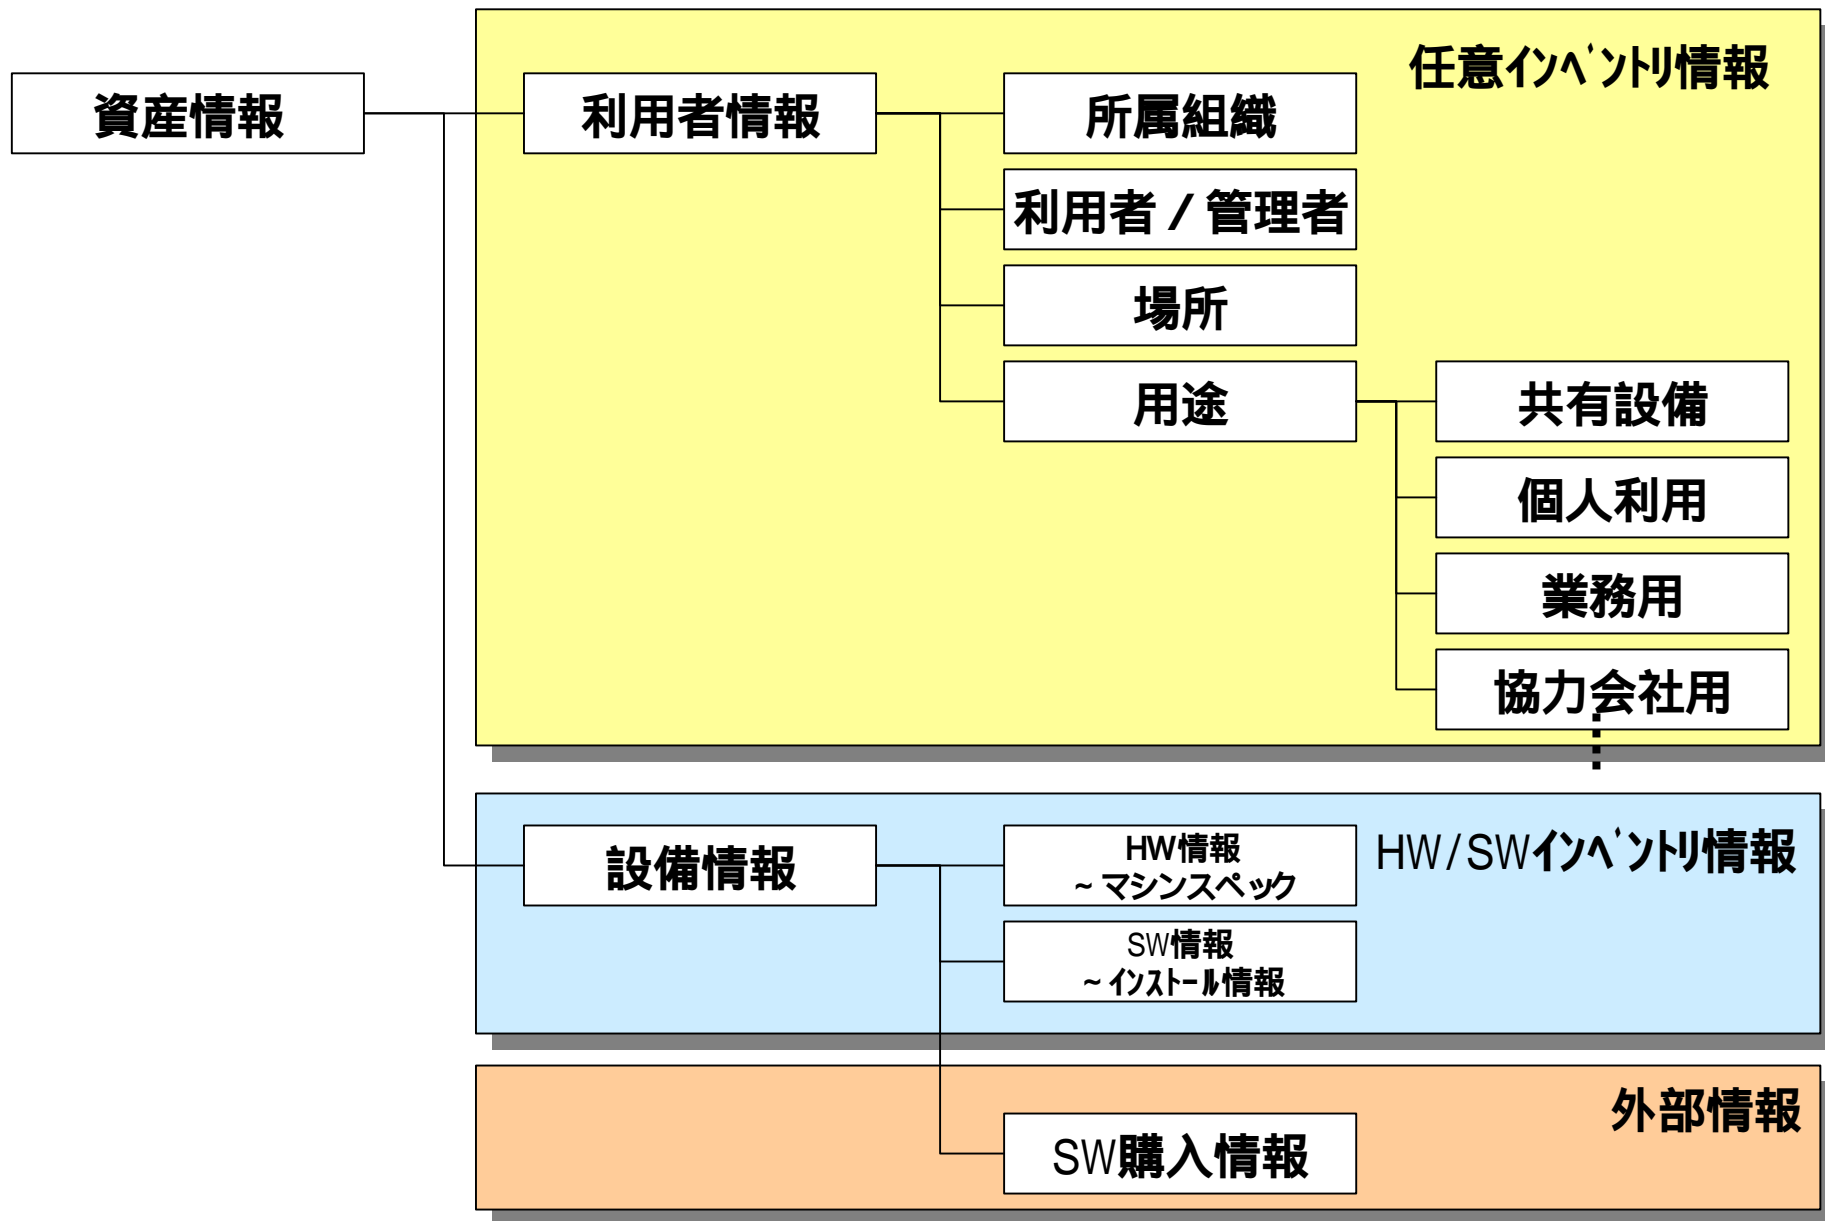 任意インベントリ情報
資産情報
利用者情報
所属組織
利用者/管理者
場所
用途
共有設備
個人利用
業務用
協力会社用
HW/SWインベントリ情報
設備情報
HW情報
~マシンスペック
SW情報
~インストール情報
外部情報
SW購入情報